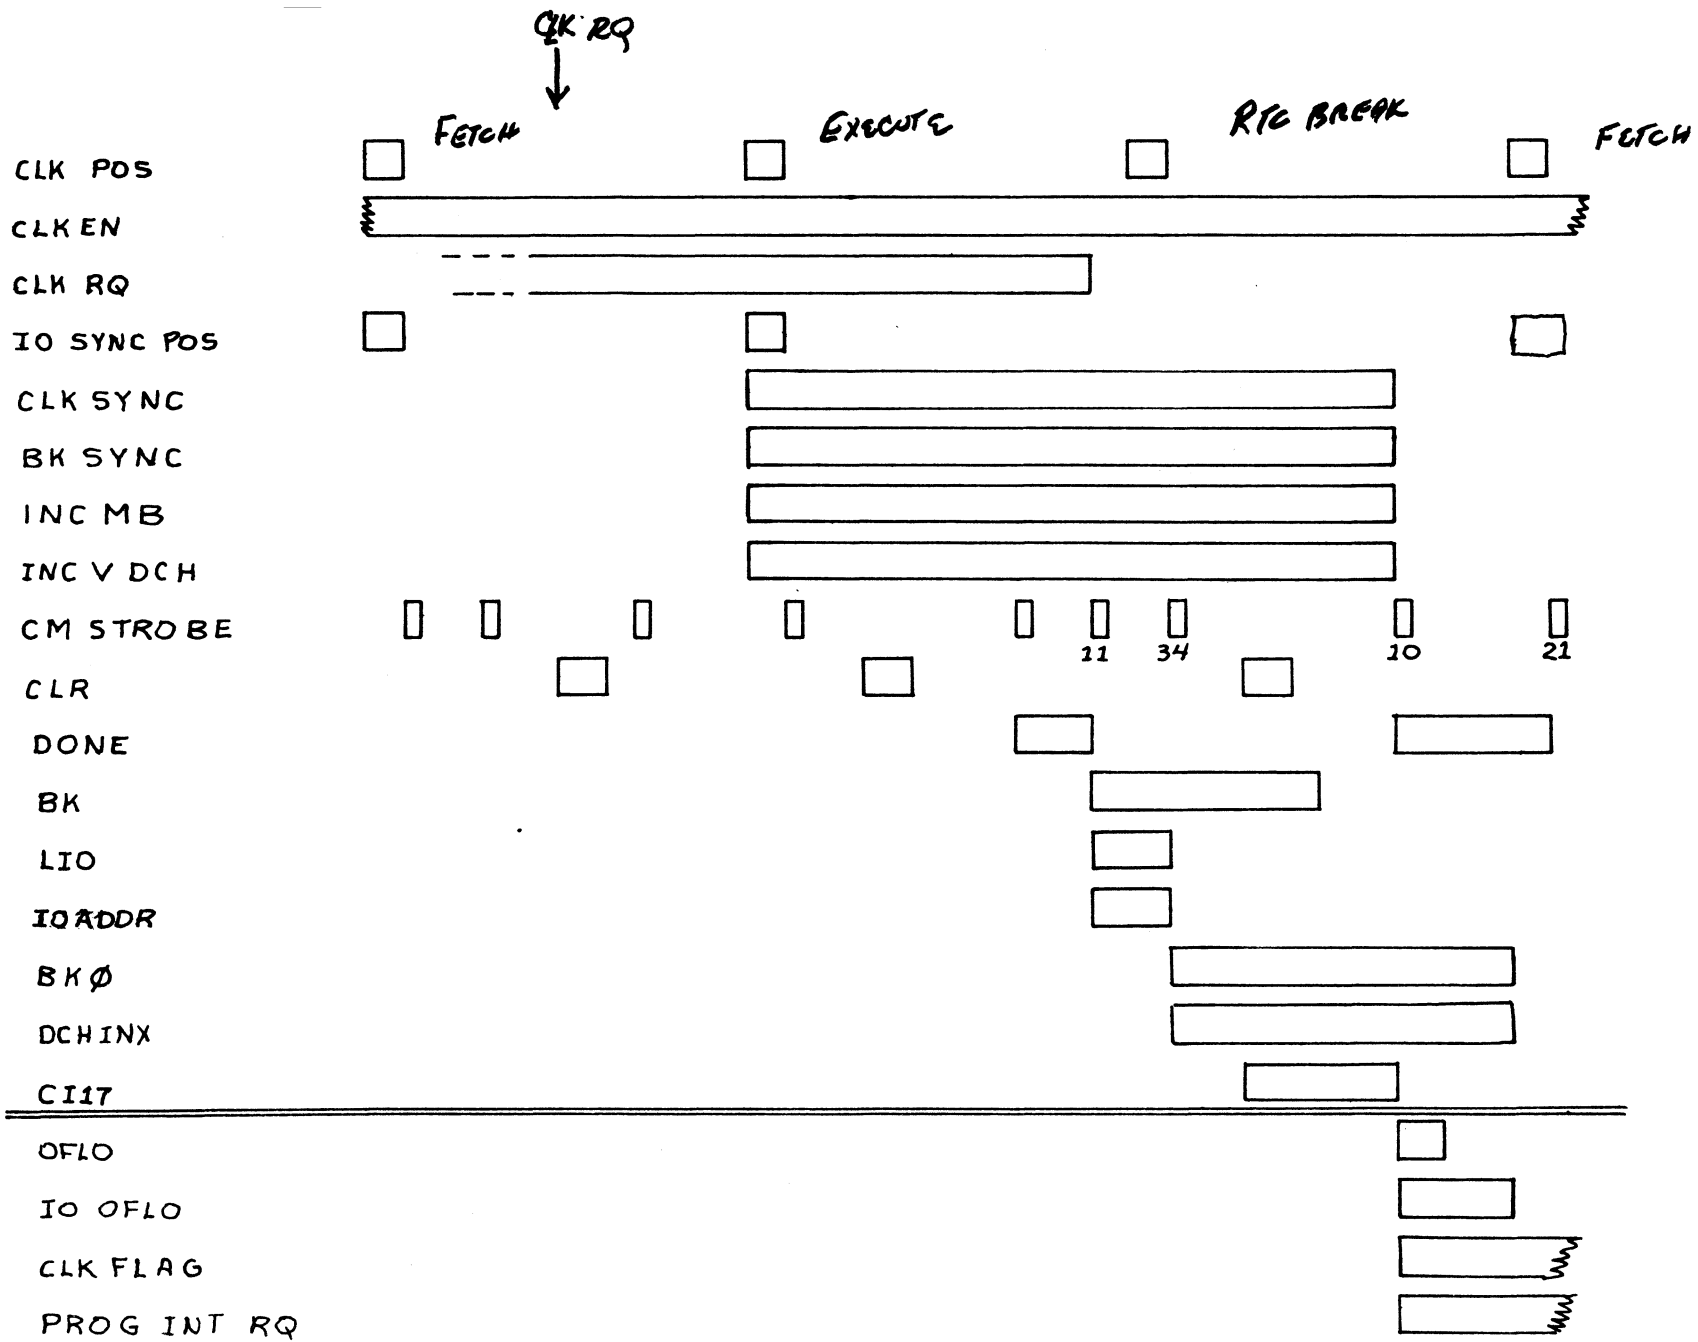 CLK RQ
FETCH EXECUTE RTC BREAK FETCH
CLK POS
CLK EN
CLK RQ
IO SYNC POS
CLK SYNC
BK SYNC
INC MB
INC V DCH
CM STROBE
11 34 10 21
CLR
DONE
BK
LIO
IO ADDR
BKØ
DCH INX
CI17
OFLO
IO OFLO
CLK FLAG
PROG INT RQ